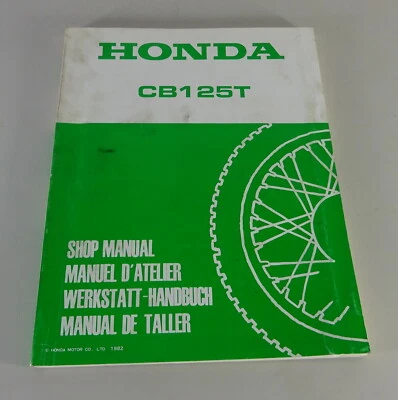 HONDA
CB125T
SHOP MANUAL
MANUEL D'ATELIER
WERKSTATT-HANDBUCH
MANUAL DE TALLER
© HONDA MOTOR CO., LTD. 1982